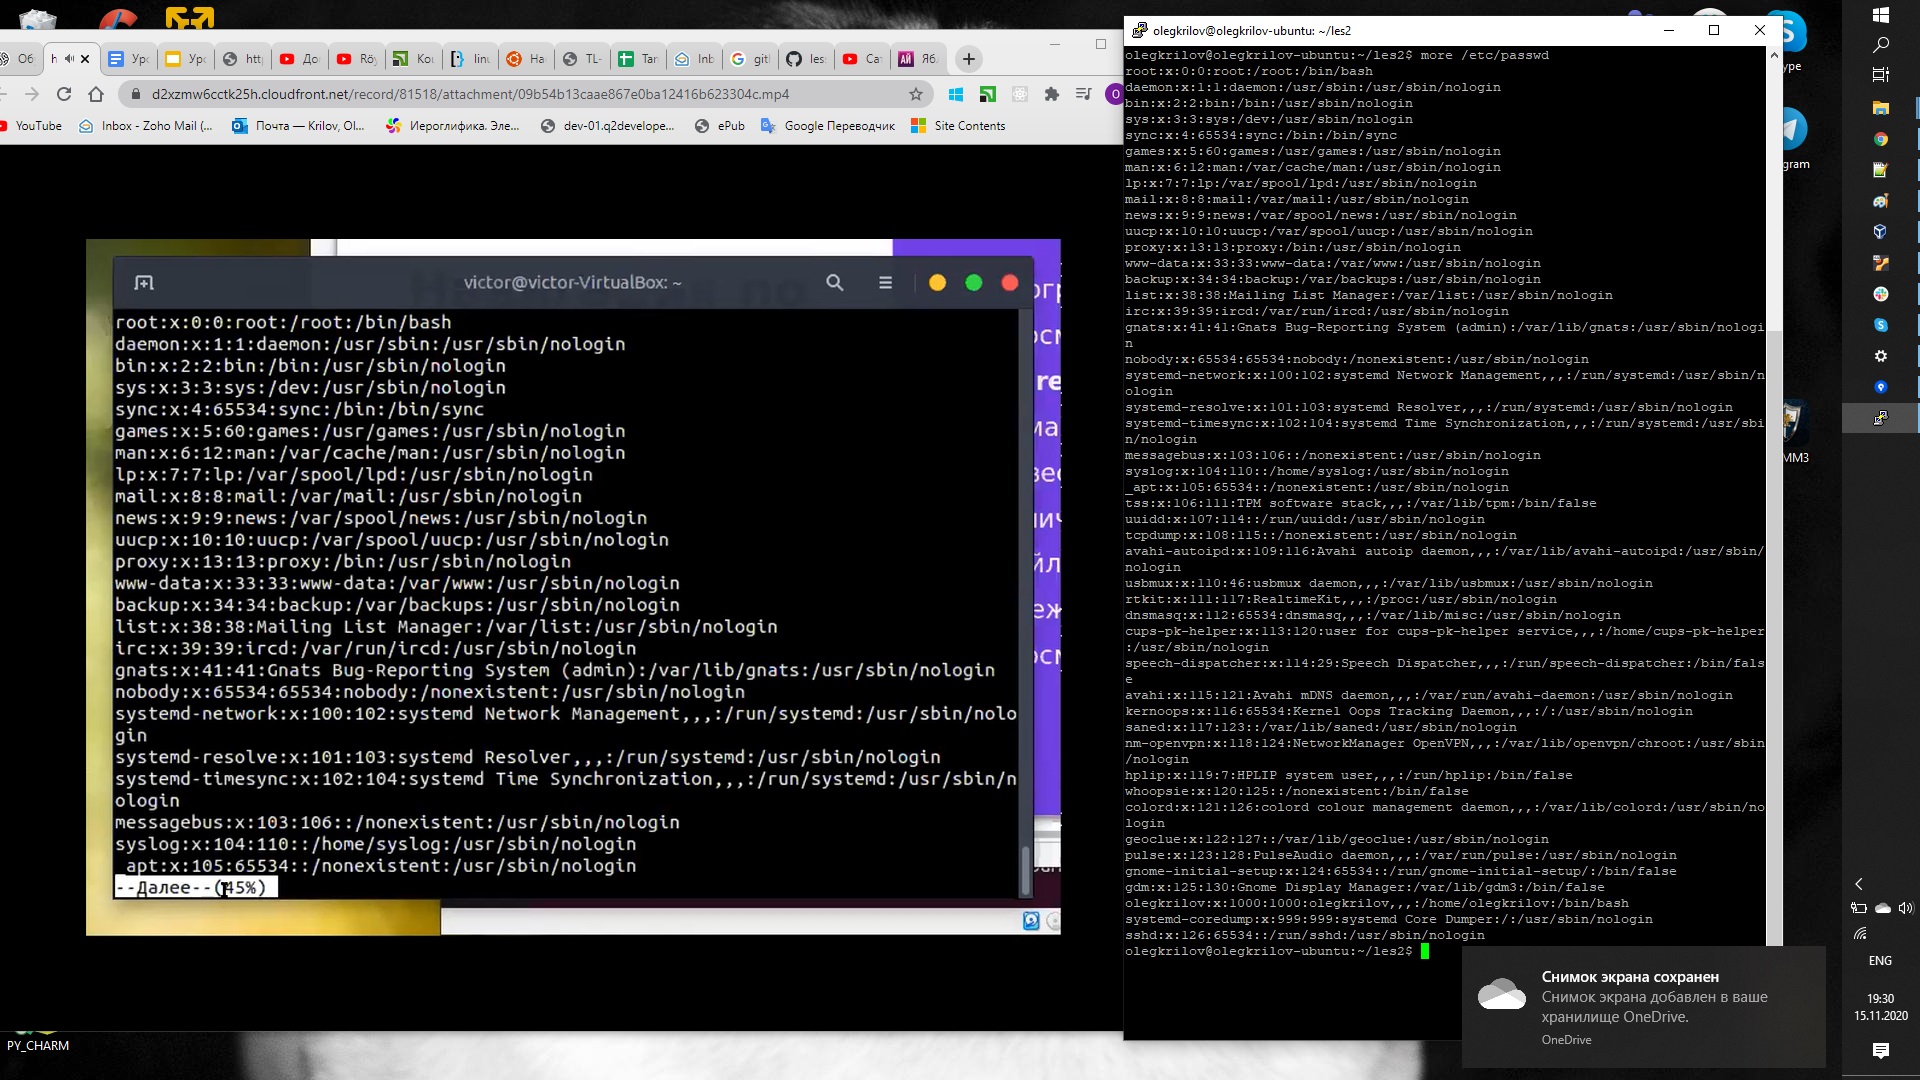 Об
Ур
Ур
htt
До
Rö
Ко
linu
На
TL-
Tar
Inb
git
les
Ca
Ябл
d2xzmw6cctk25h.cloudfront.net/record/81518/attachment/09b54b13caae867e0ba12416b623304c.mp4
YouTube
Inbox - Zoho Mail (...
Почта — Krilov, Ol...
Иероглифика. Эле...
dev-01.q2develope...
ePub
Google Переводчик
Site Contents
victor@victor-VirtualBox: ~
root:x:0:0:root:/root:/bin/bash
daemon:x:1:1:daemon:/usr/sbin:/usr/sbin/nologin
bin:x:2:2:bin:/bin:/usr/sbin/nologin
sys:x:3:3:sys:/dev:/usr/sbin/nologin
sync:x:4:65534:sync:/bin:/bin/sync
games:x:5:60:games:/usr/games:/usr/sbin/nologin
man:x:6:12:man:/var/cache/man:/usr/sbin/nologin
lp:x:7:7:lp:/var/spool/lpd:/usr/sbin/nologin
mail:x:8:8:mail:/var/mail:/usr/sbin/nologin
news:x:9:9:news:/var/spool/news:/usr/sbin/nologin
uucp:x:10:10:uucp:/var/spool/uucp:/usr/sbin/nologin
proxy:x:13:13:proxy:/bin:/usr/sbin/nologin
www-data:x:33:33:www-data:/var/www:/usr/sbin/nologin
backup:x:34:34:backup:/var/backups:/usr/sbin/nologin
list:x:38:38:Mailing List Manager:/var/list:/usr/sbin/nologin
irc:x:39:39:ircd:/var/run/ircd:/usr/sbin/nologin
gnats:x:41:41:Gnats Bug-Reporting System (admin):/var/lib/gnats:/usr/sbin/nologin
nobody:x:65534:65534:nobody:/nonexistent:/usr/sbin/nologin
systemd-network:x:100:102:systemd Network Management,,,:/run/systemd:/usr/sbin/nolo
gin
systemd-resolve:x:101:103:systemd Resolver,,,:/run/systemd:/usr/sbin/nologin
systemd-timesync:x:102:104:systemd Time Synchronization,,,:/run/systemd:/usr/sbin/n
ologin
messagebus:x:103:106::/nonexistent:/usr/sbin/nologin
syslog:x:104:110::/home/syslog:/usr/sbin/nologin
_apt:x:105:65534::/nonexistent:/usr/sbin/nologin
--Далее--(45%)
PY_CHARM
olegkrilov@olegkrilov-ubuntu: ~/les2
olegkrilov@olegkrilov-ubuntu:~/les2$ more /etc/passwd
root:x:0:0:root:/root:/bin/bash
daemon:x:1:1:daemon:/usr/sbin:/usr/sbin/nologin
bin:x:2:2:bin:/bin:/usr/sbin/nologin
sys:x:3:3:sys:/dev:/usr/sbin/nologin
sync:x:4:65534:sync:/bin:/bin/sync
games:x:5:60:games:/usr/games:/usr/sbin/nologin
man:x:6:12:man:/var/cache/man:/usr/sbin/nologin
lp:x:7:7:lp:/var/spool/lpd:/usr/sbin/nologin
mail:x:8:8:mail:/var/mail:/usr/sbin/nologin
news:x:9:9:news:/var/spool/news:/usr/sbin/nologin
uucp:x:10:10:uucp:/var/spool/uucp:/usr/sbin/nologin
proxy:x:13:13:proxy:/bin:/usr/sbin/nologin
www-data:x:33:33:www-data:/var/www:/usr/sbin/nologin
backup:x:34:34:backup:/var/backups:/usr/sbin/nologin
list:x:38:38:Mailing List Manager:/var/list:/usr/sbin/nologin
irc:x:39:39:ircd:/var/run/ircd:/usr/sbin/nologin
gnats:x:41:41:Gnats Bug-Reporting System (admin):/var/lib/gnats:/usr/sbin/nologi
n
nobody:x:65534:65534:nobody:/nonexistent:/usr/sbin/nologin
systemd-network:x:100:102:systemd Network Management,,,:/run/systemd:/usr/sbin/n
ologin
systemd-resolve:x:101:103:systemd Resolver,,,:/run/systemd:/usr/sbin/nologin
systemd-timesync:x:102:104:systemd Time Synchronization,,,:/run/systemd:/usr/sbi
n/nologin
messagebus:x:103:106::/nonexistent:/usr/sbin/nologin
syslog:x:104:110::/home/syslog:/usr/sbin/nologin
_apt:x:105:65534::/nonexistent:/usr/sbin/nologin
tss:x:106:111:TPM software stack,,,:/var/lib/tpm:/bin/false
uuidd:x:107:114::/run/uuidd:/usr/sbin/nologin
tcpdump:x:108:115::/nonexistent:/usr/sbin/nologin
avahi-autoipd:x:109:116:Avahi autoip daemon,,,:/var/lib/avahi-autoipd:/usr/sbin/
nologin
usbmux:x:110:46:usbmux daemon,,,:/var/lib/usbmux:/usr/sbin/nologin
rtkit:x:111:117:RealtimeKit,,,:/proc:/usr/sbin/nologin
dnsmasq:x:112:65534:dnsmasq,,,:/var/lib/misc:/usr/sbin/nologin
cups-pk-helper:x:113:120:user for cups-pk-helper service,,,:/home/cups-pk-helper
:/usr/sbin/nologin
speech-dispatcher:x:114:29:Speech Dispatcher,,,:/run/speech-dispatcher:/bin/fals
e
avahi:x:115:121:Avahi mDNS daemon,,,:/var/run/avahi-daemon:/usr/sbin/nologin
kernoops:x:116:65534:Kernel Oops Tracking Daemon,,,:/:/usr/sbin/nologin
saned:x:117:123::/var/lib/saned:/usr/sbin/nologin
nm-openvpn:x:118:124:NetworkManager OpenVPN,,,:/var/lib/openvpn/chroot:/usr/sbin
/nologin
hplip:x:119:7:HPLIP system user,,,:/run/hplip:/bin/false
whoopsie:x:120:125::/nonexistent:/bin/false
colord:x:121:126:colord colour management daemon,,,:/var/lib/colord:/usr/sbin/no
login
geoclue:x:122:127::/var/lib/geoclue:/usr/sbin/nologin
pulse:x:123:128:PulseAudio daemon,,,:/var/run/pulse:/usr/sbin/nologin
gnome-initial-setup:x:124:65534::/run/gnome-initial-setup/:/bin/false
gdm:x:125:130:Gnome Display Manager:/var/lib/gdm3:/bin/false
olegkrilov:x:1000:1000:olegkrilov,,,:/home/olegkrilov:/bin/bash
systemd-coredump:x:999:999:systemd Core Dumper:/:/usr/sbin/nologin
sshd:x:126:65534::/run/sshd:/usr/sbin/nologin
olegkrilov@olegkrilov-ubuntu:~/les2$
ype
gram
MM3
Снимок экрана сохранен
Снимок экрана добавлен в ваше
хранилище OneDrive.
OneDrive
ENG
19:30
15.11.2020